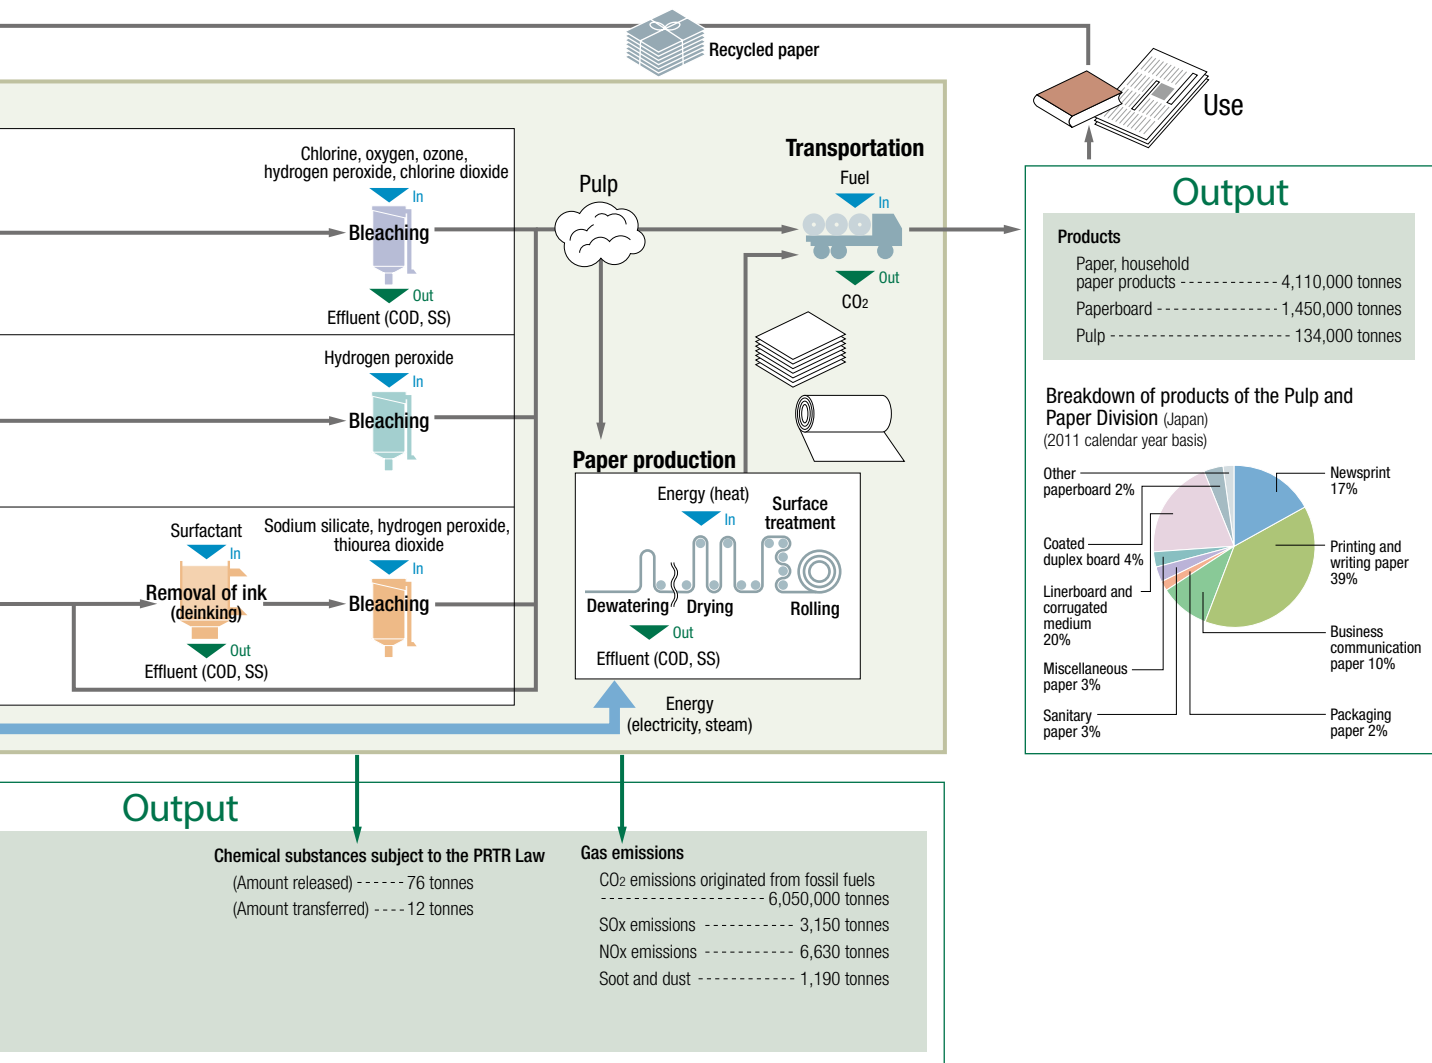 Recycled paper
Use
Chlorine, oxygen, ozone,
hydrogen peroxide, chlorine dioxide
In
Bleaching
Out
Effluent (COD, SS)
Hydrogen peroxide
In
Bleaching
Surfactant
In
Removal of ink
(deinking)
Out
Effluent (COD, SS)
Sodium silicate, hydrogen peroxide,
thiourea dioxide
In
Bleaching
Pulp
Transportation
Fuel
In
Out
CO2
Paper production
Energy (heat)
In
Surface
treatment
Dewatering
Drying
Rolling
Out
Effluent (COD, SS)
Energy
(electricity, steam)
Output
Products
Paper, household
paper products ------------ 4,110,000 tonnes
Paperboard --------------- 1,450,000 tonnes
Pulp ----------------------- 134,000 tonnes
Breakdown of products of the Pulp and
Paper Division (Japan)
(2011 calendar year basis)
Other
paperboard 2%
Coated
duplex board 4%
Linerboard and
corrugated
medium
20%
Miscellaneous
paper 3%
Sanitary
paper 3%
Newsprint
17%
Printing and
writing paper
39%
Business
communication
paper 10%
Packaging
paper 2%
Output
Chemical substances subject to the PRTR Law
(Amount released) ------ 76 tonnes
(Amount transferred) ---- 12 tonnes
Gas emissions
CO2 emissions originated from fossil fuels
-------------------- 6,050,000 tonnes
SOx emissions ----------- 3,150 tonnes
NOx emissions ----------- 6,630 tonnes
Soot and dust ------------ 1,190 tonnes